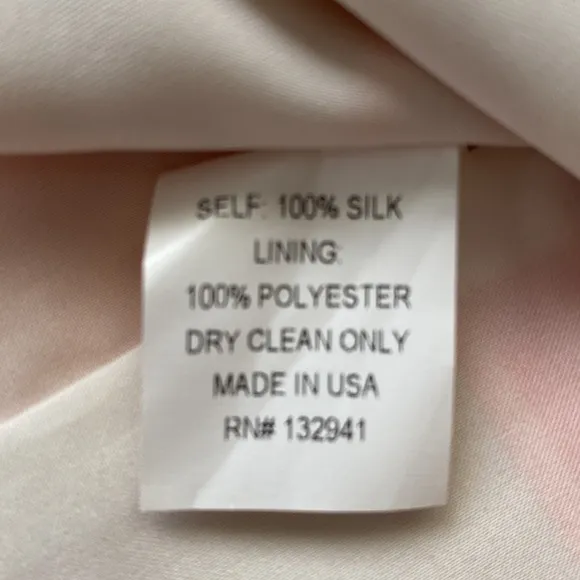 SELF: 100% SILK
LINING:
100% POLYESTER
DRY CLEAN ONLY
MADE IN USA
RN# 132941